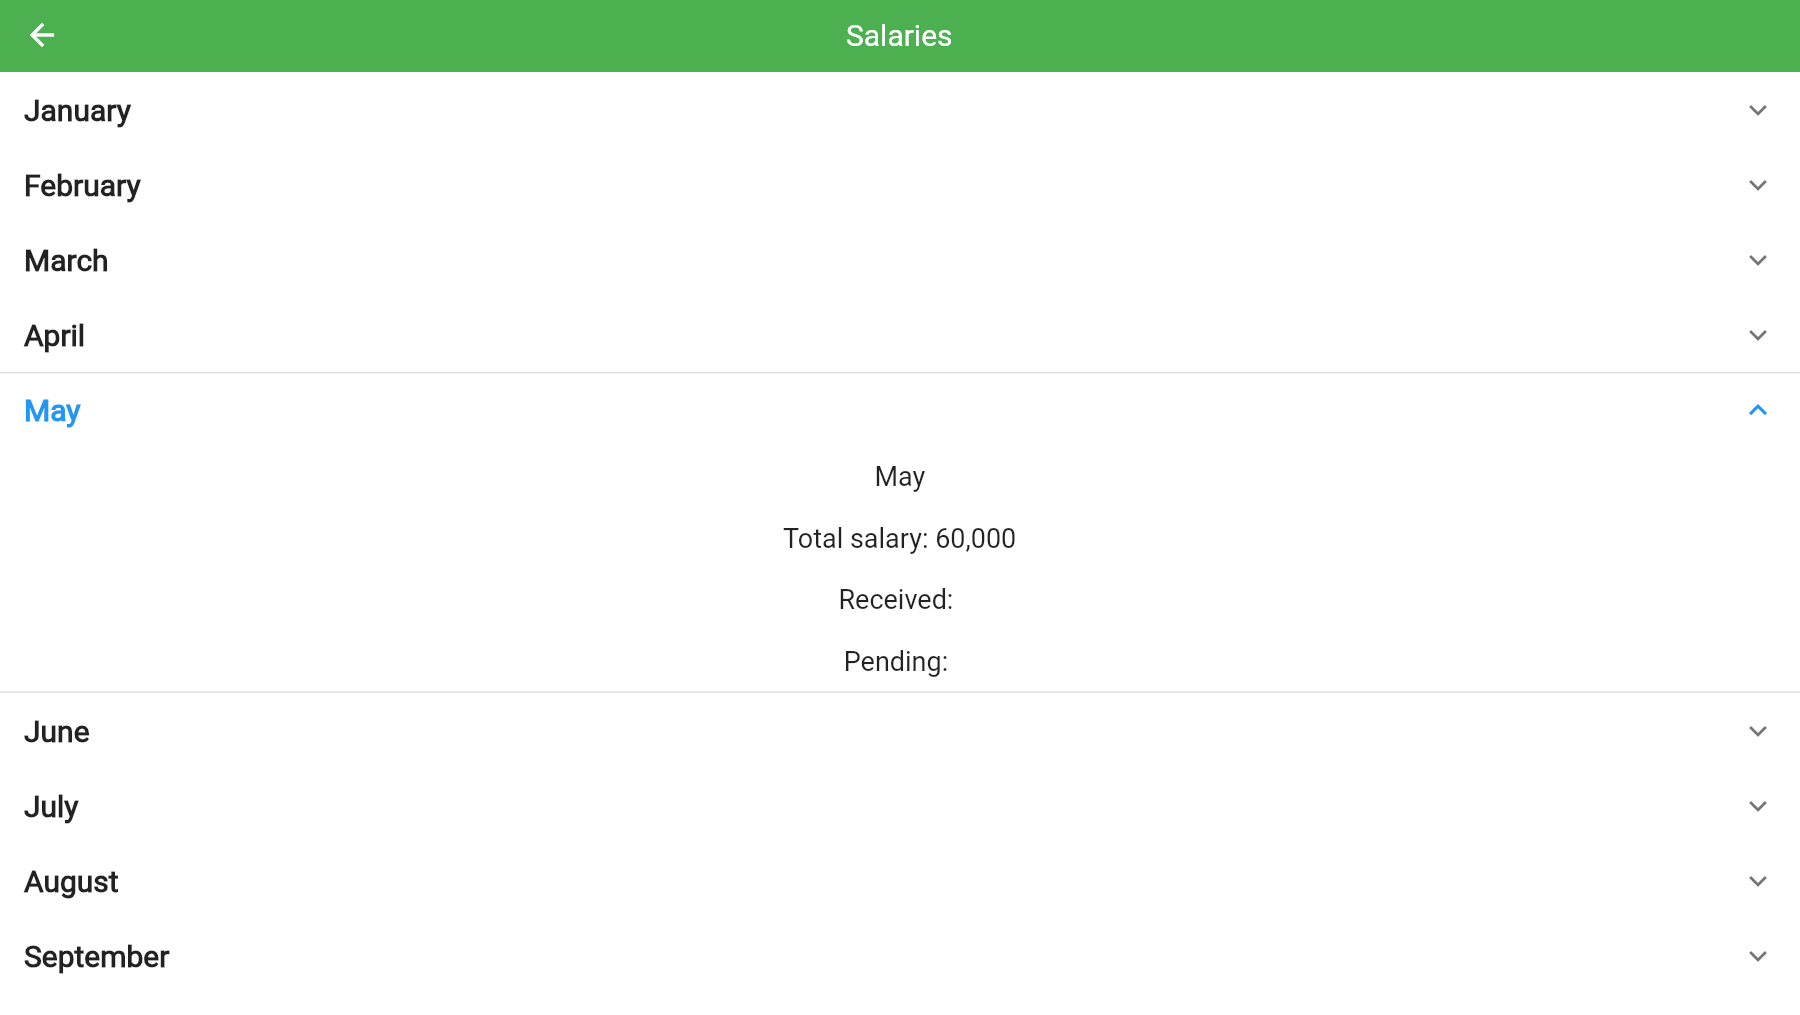 Salaries
January
February
March
April
May
May
Total salary: 60,000
Received:
Pending:
June
July
August
September